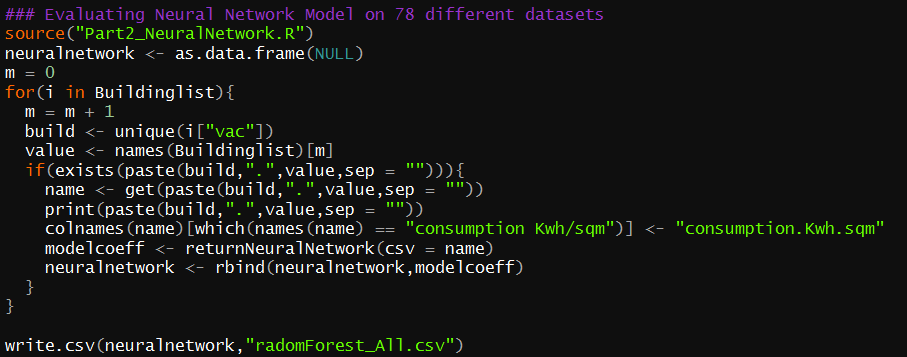 ### Evaluating Neural Network Model on 78 different datasets
source("Part2_NeuralNetwork.R")
neuralnetwork <- as.data.frame(NULL)
m = 0
for(i in Buildinglist){
  m = m + 1
  build <- unique(i["vac"])
  value <- names(Buildinglist)[m]
  if(exists(paste(build,".",value,sep = ""))){
    name <- get(paste(build,".",value,sep = ""))
    print(paste(build,".",value,sep = ""))
    colnames(name)[which(names(name) == "consumption Kwh/sqm")] <- "consumption.Kwh.sqm"
    modelcoeff <- returnNeuralNetwork(csv = name)
    neuralnetwork <- rbind(neuralnetwork,modelcoeff)
  }
}
write.csv(neuralnetwork,"radomForest_All.csv")